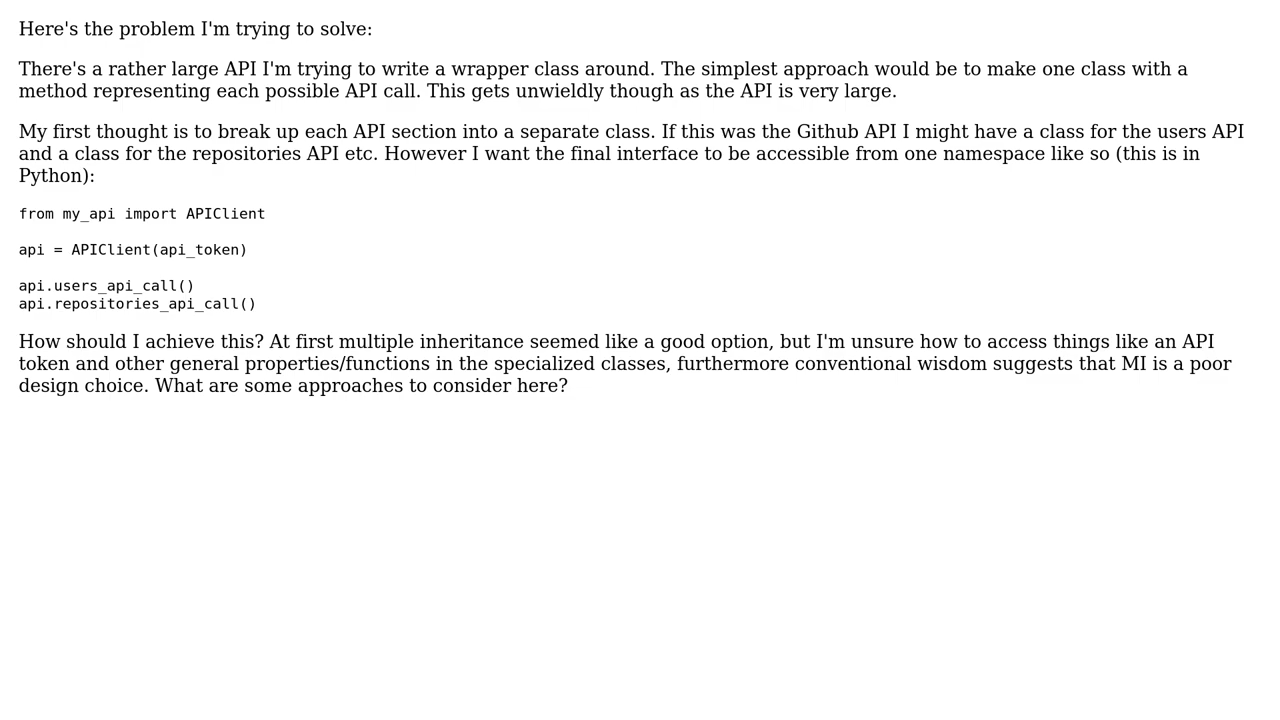 Here's the problem I'm trying to solve:
There's a rather large API I'm trying to write a wrapper class around. The simplest approach would be to make one class with a
method representing each possible API call. This gets unwieldly though as the API is very large.
My first thought is to break up each API section into a separate class. If this was the Github API I might have a class for the users API
and a class for the repositories API etc. However I want the final interface to be accessible from one namespace like so (this is in
Python):
from my_api import APIClient
api = APIClient(api_token)
api.users_api_call()
api.repositories_api_call()
How should I achieve this? At first multiple inheritance seemed like a good option, but I'm unsure how to access things like an API
token and other general properties/functions in the specialized classes, furthermore conventional wisdom suggests that MI is a poor
design choice. What are some approaches to consider here?